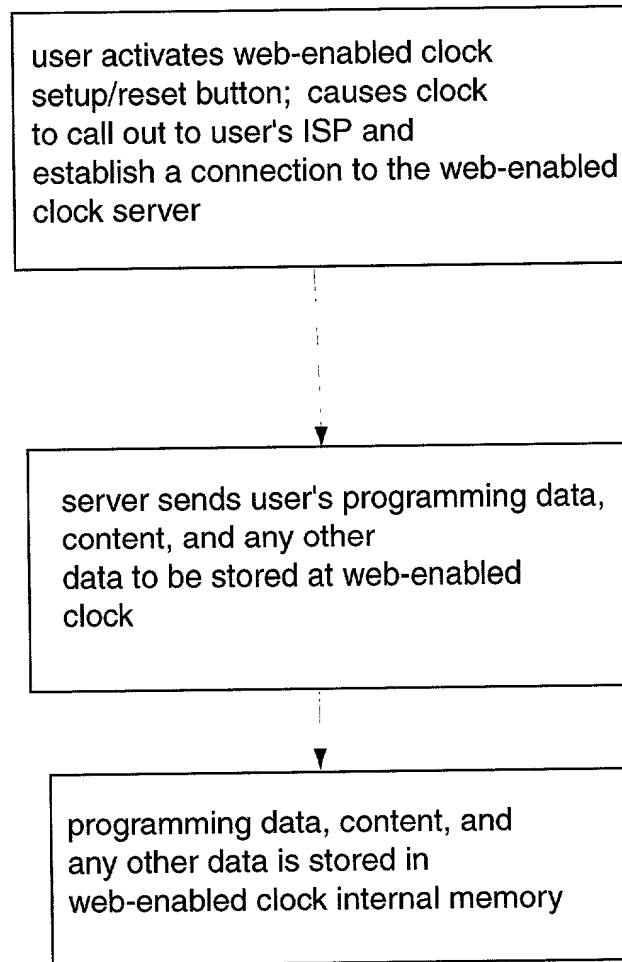 user activates web-enabled clock
setup/reset button; causes clock
to call out to user's ISP and
establish a connection to the web-enabled
clock server
server sends user's programming data,
content, and any other
data to be stored at web-enabled
clock
programming data, content, and
any other data is stored in
web-enabled clock internal memory